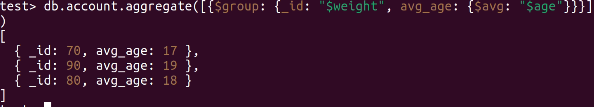 test> db.account.aggregate([{$group: {_id: "$weight", avg_age: {$avg: "$age"}}}]
)
[
  { _id: 70, avg_age: 17 },
  { _id: 90, avg_age: 19 },
  { _id: 80, avg_age: 18 }
]